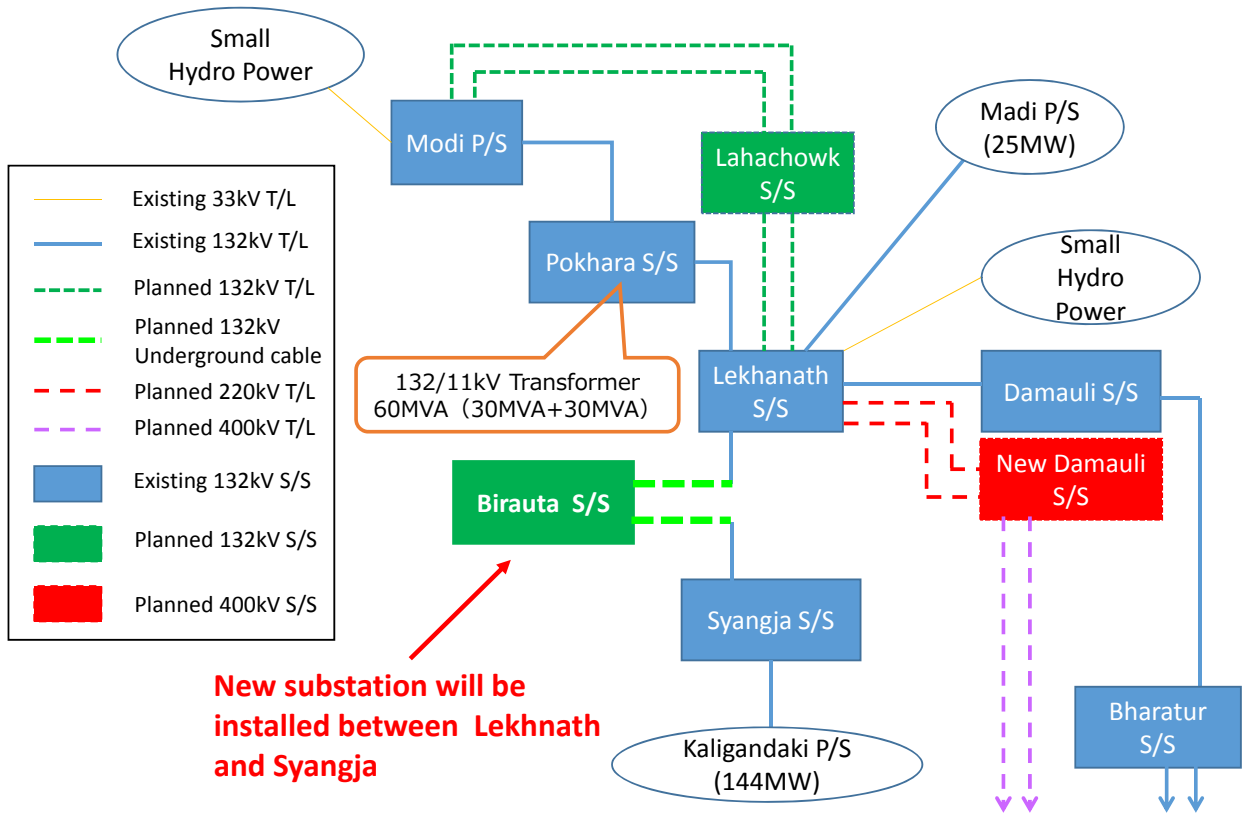 Small
Hydro Power
Modi P/S
Lahachowk
S/S
Madi P/S
(25MW)
Existing 33kV T/L
Existing 132kV T/L
Planned 132kV T/L
Planned 132kV
Underground cable
Planned 220kV T/L
Planned 400kV T/L
Existing 132kV S/S
Planned 132kV S/S
Planned 400kV S/S
Pokhara S/S
Small
Hydro
Power
132/11kV Transformer
60MVA（30MVA+30MVA）
Lekhanath
S/S
Damauli S/S
New Damauli
S/S
Birauta S/S
Syangja S/S
New substation will be
installed between Lekhnath
and Syangja
Kaligandaki P/S
(144MW)
Bharatur
S/S